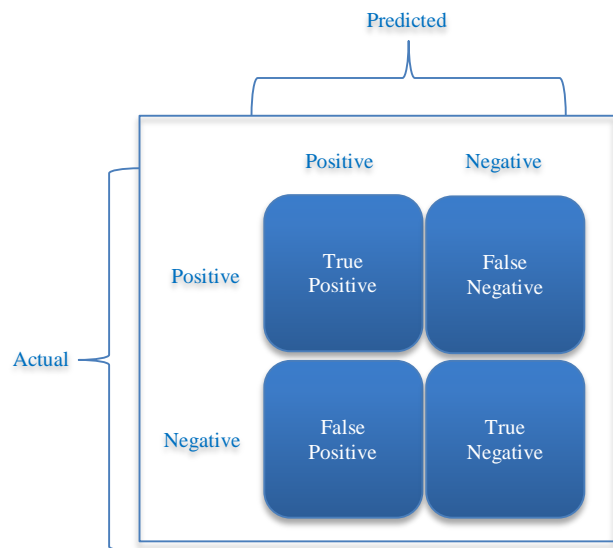 Predicted
Positive
Negative
Positive
True
Positive
False
Negative
Actual
Negative
False
Positive
True
Negative